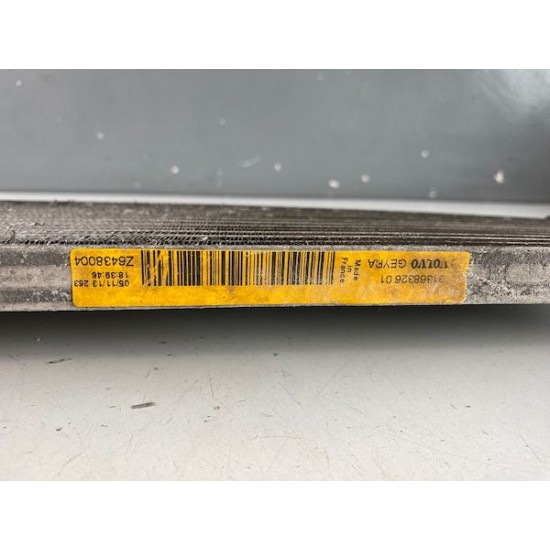 31368326 01
VOLVO GEYRA
Made
in
France
05/11/13 263
18:39:46
Z6438004